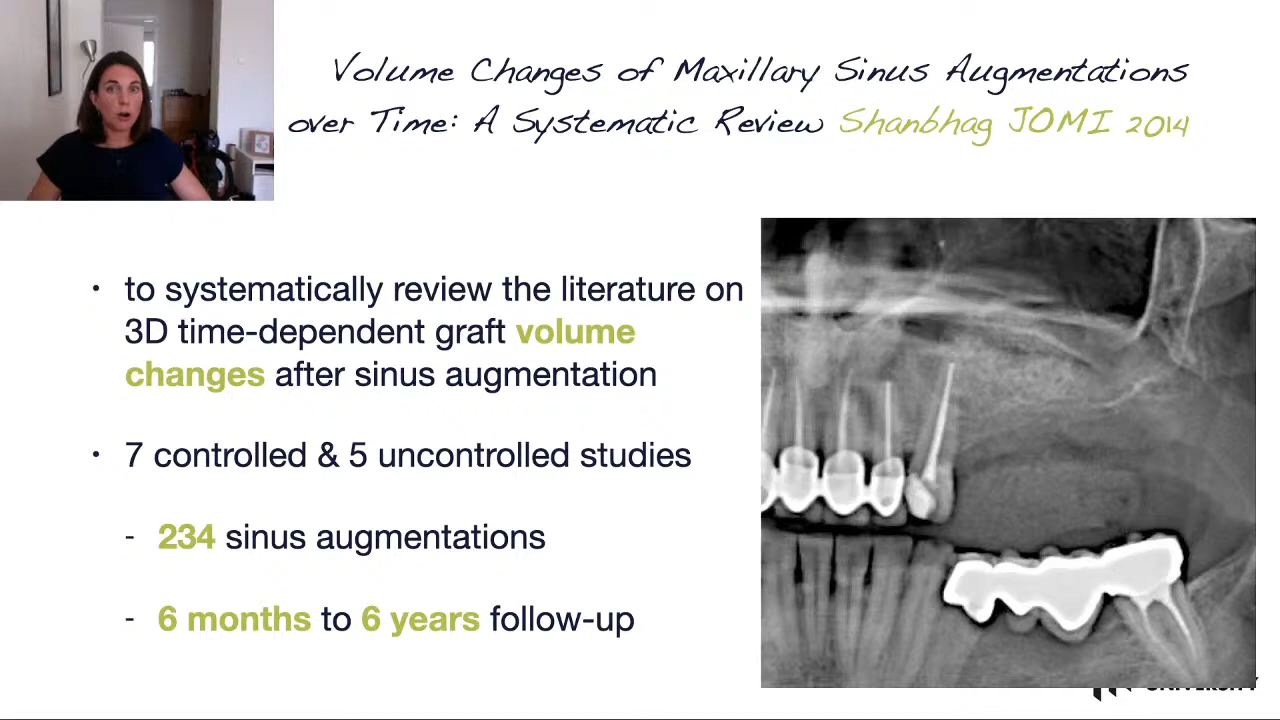 Volume Changes of Maxillary Sinus Augmentations
over Time: A Systematic Review Shanbhag JOMI 2014
• to systematically review the literature on
3D time-dependent graft volume
changes after sinus augmentation
• 7 controlled & 5 uncontrolled studies
- 234 sinus augmentations
- 6 months to 6 years follow-up